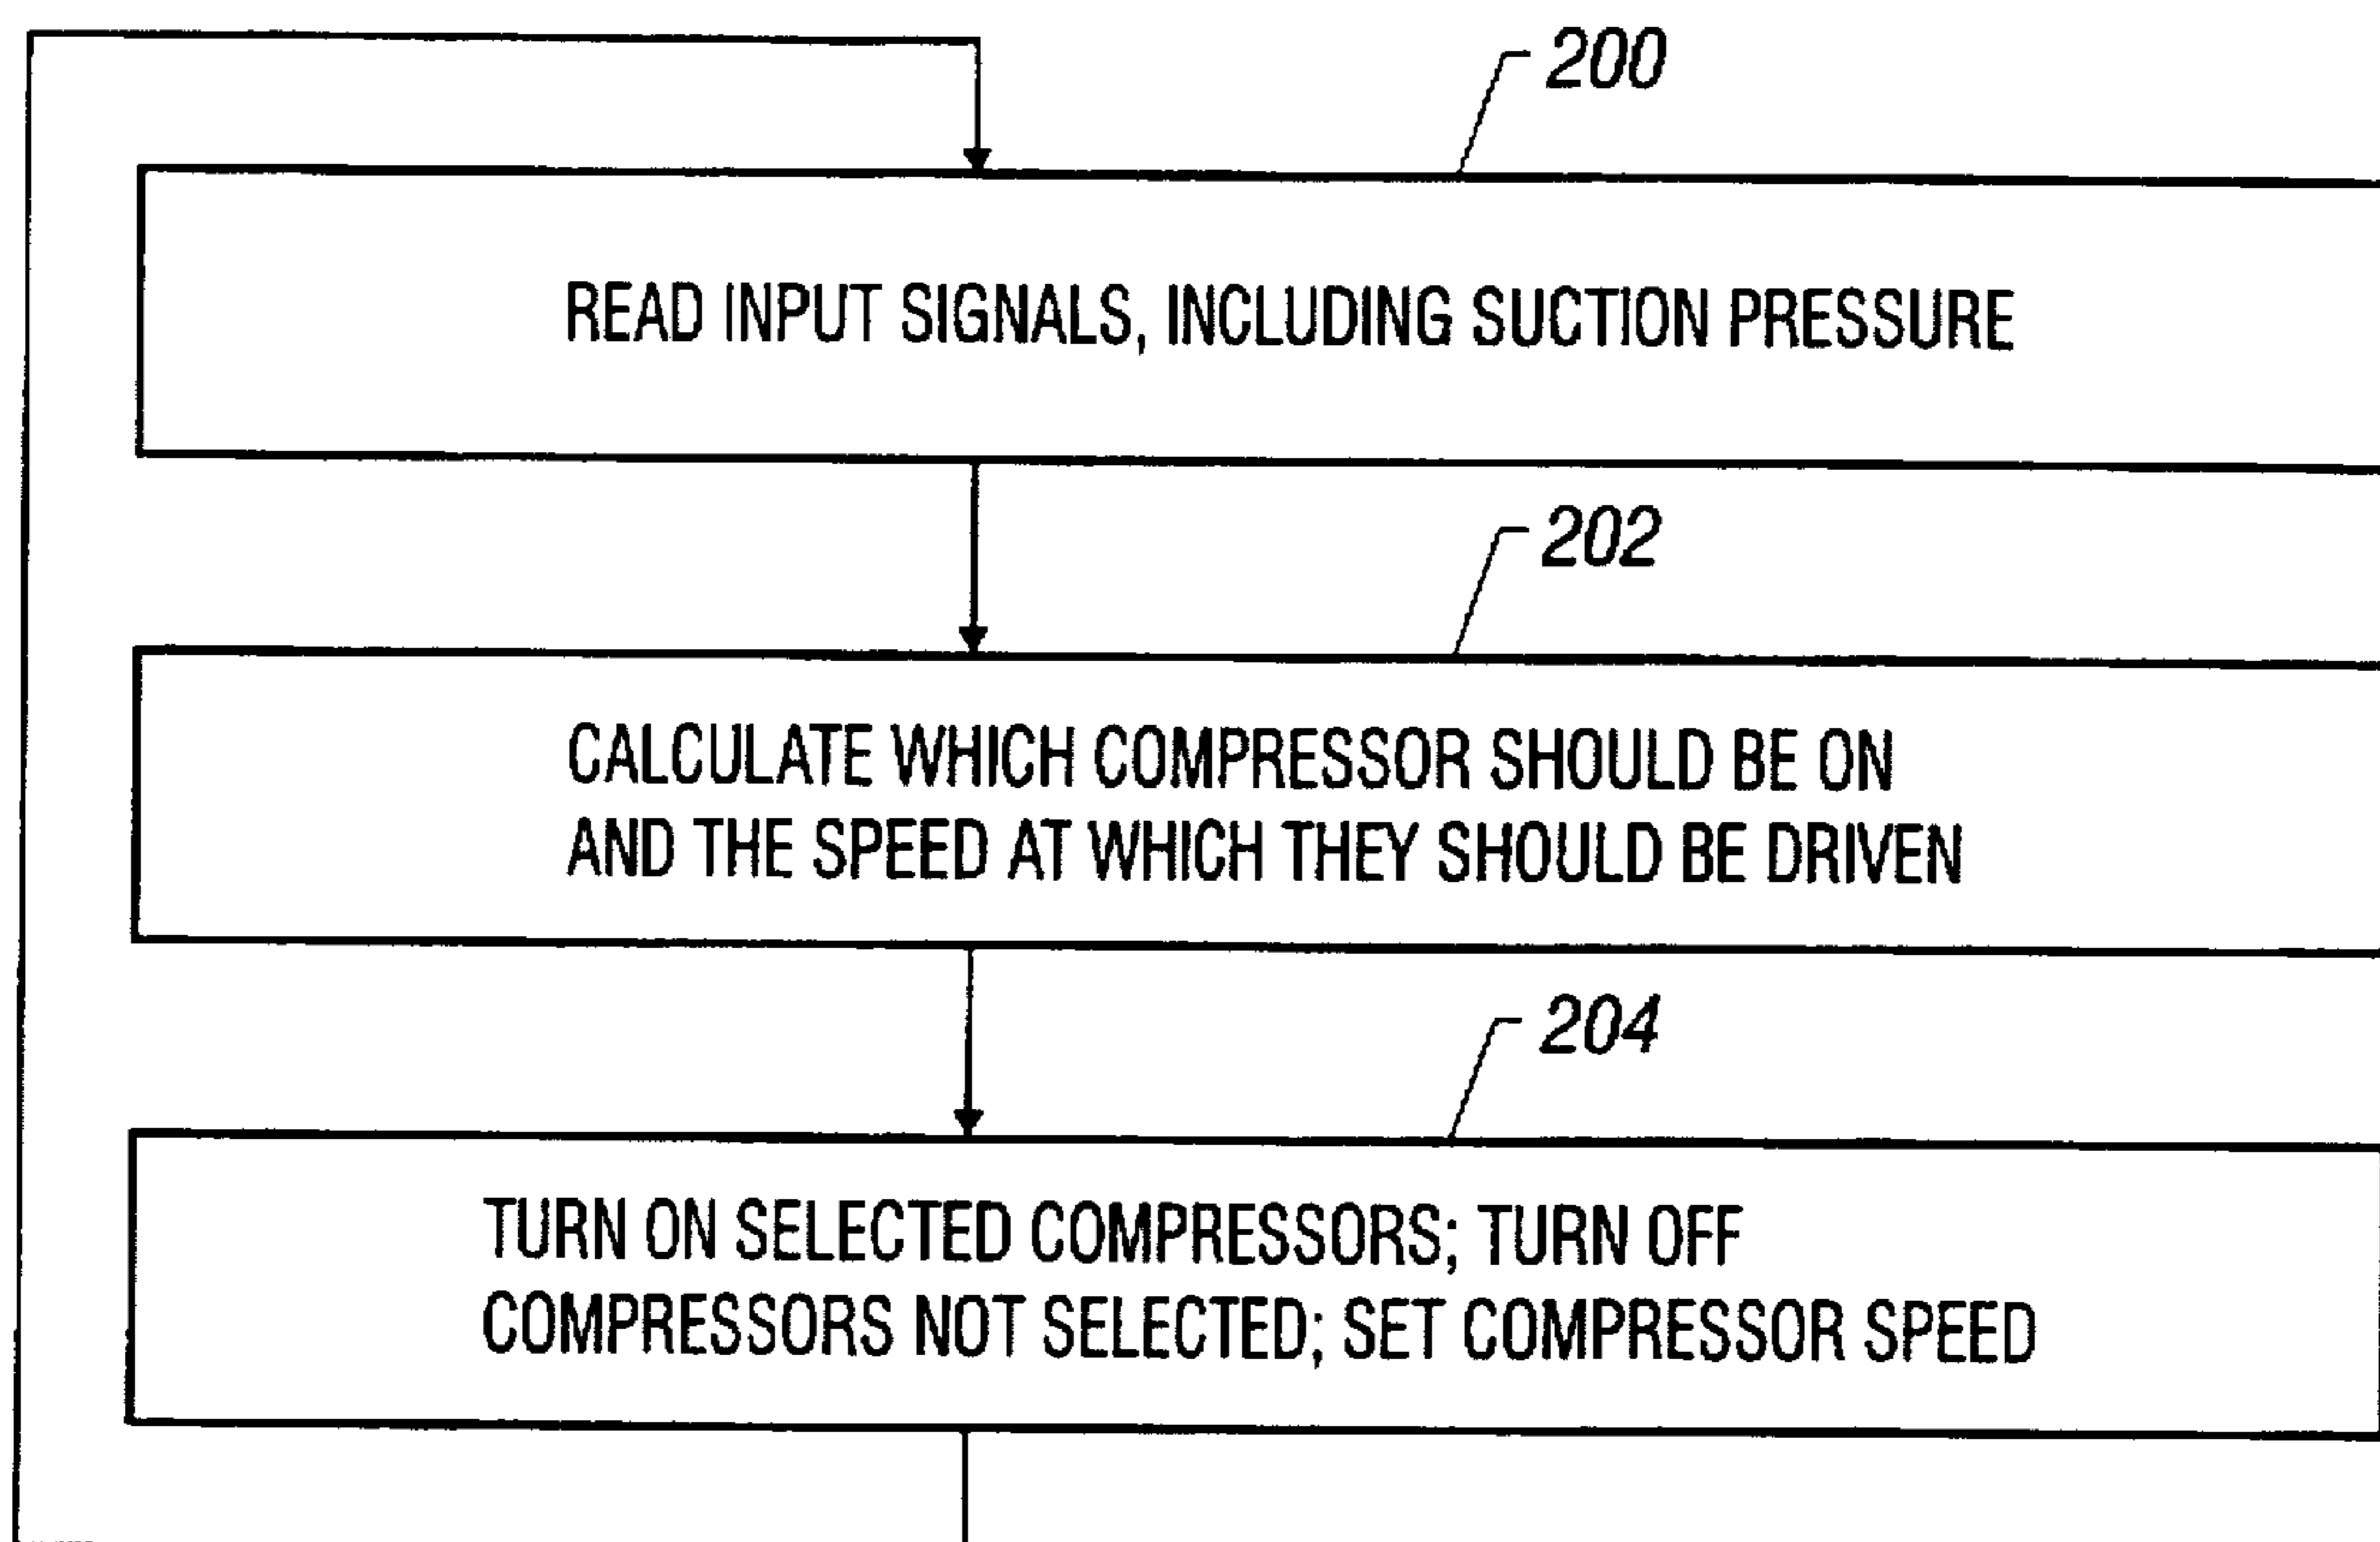 200
READ INPUT SIGNALS, INCLUDING SUCTION PRESSURE
202
CALCULATE WHICH COMPRESSOR SHOULD BE ON
AND THE SPEED AT WHICH THEY SHOULD BE DRIVEN
204
TURN ON SELECTED COMPRESSORS; TURN OFF
COMPRESSORS NOT SELECTED; SET COMPRESSOR SPEED